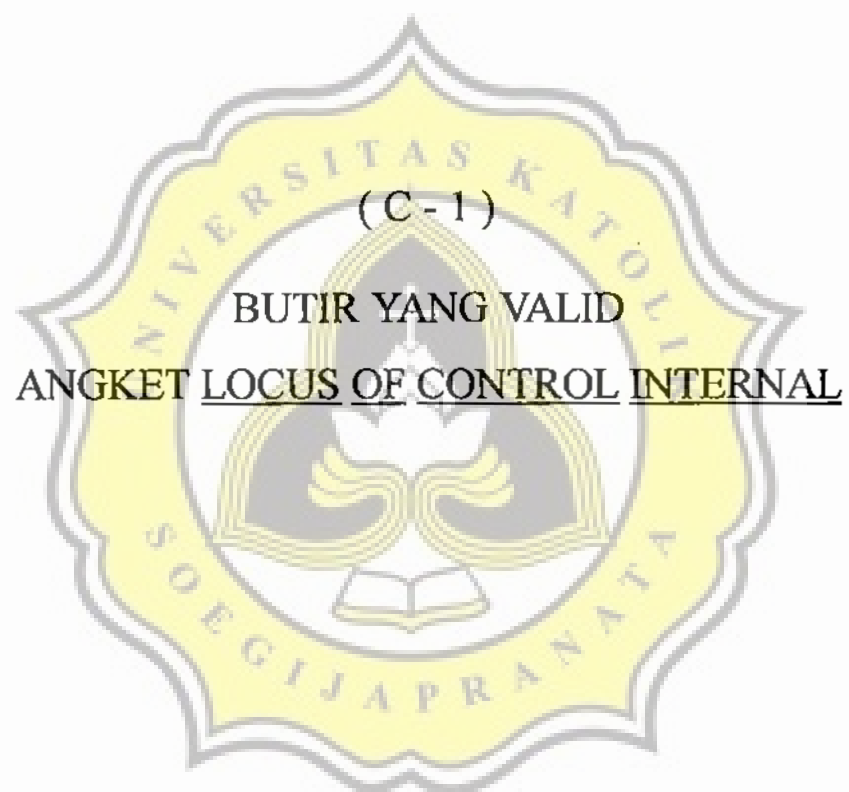 ( C - 1 )
BUTIR YANG VALID
ANGKET LOCUS OF CONTROL INTERNAL
UNIVERSITAS KATOLIK
SOEGIJAPRANATA